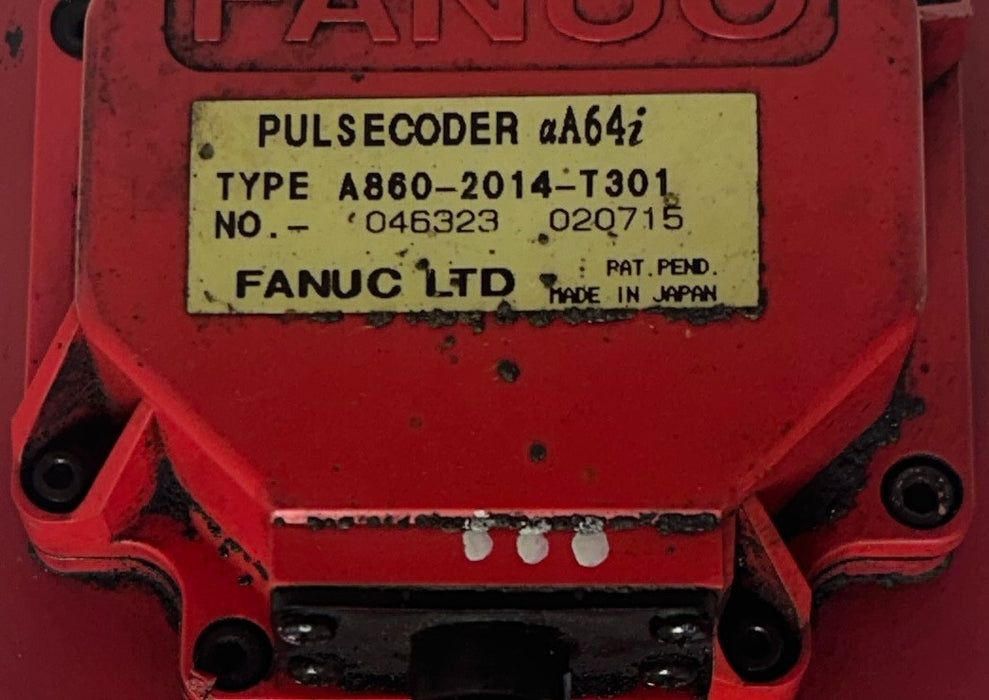 FANUC
PULSECODER αA64i
TYPE A860-2014-T301
NO.- 046323 020715
FANUC LTD
PAT. PEND.
MADE IN JAPAN